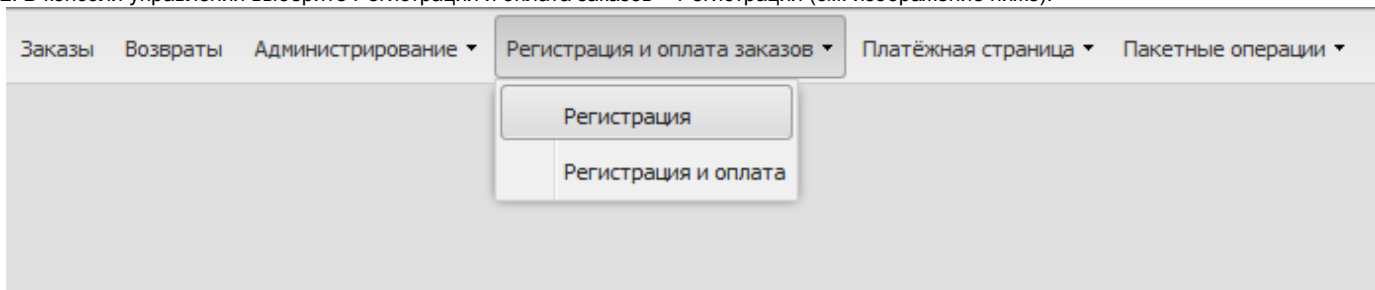 Заказы Возвраты Администрирование Регистрация и оплата заказов Платёжная страница Пакетные операции
Регистрация
Регистрация и оплата